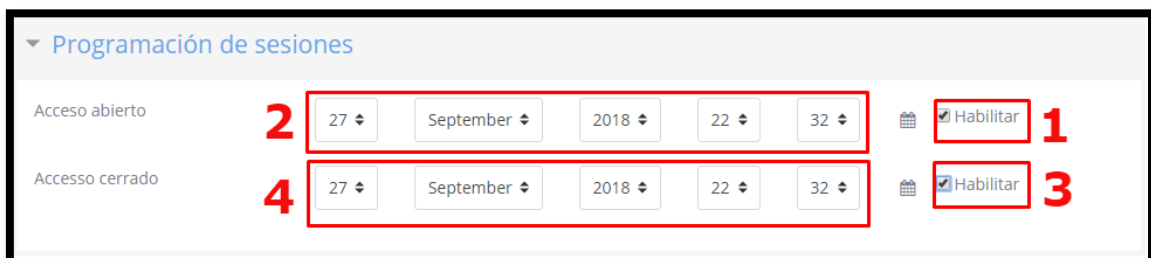 Programación de sesiones
Acceso abierto 2 27 September 2018 22 32 Habilitar 1
Accesso cerrado 4 27 September 2018 22 32 Habilitar 3